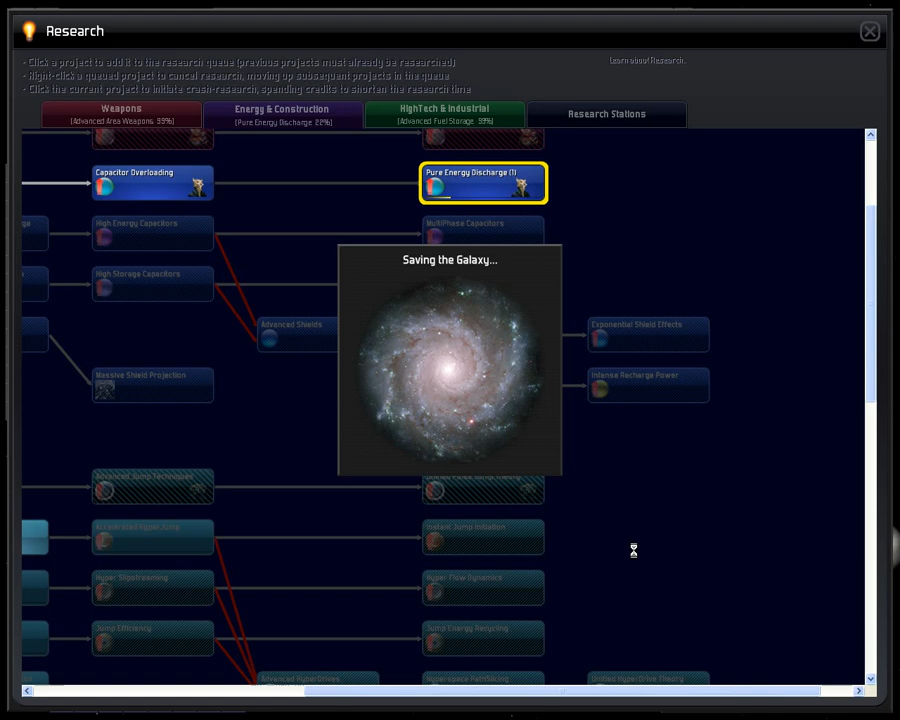 Research
- Click a project to add it to the research queue (previous projects must already be researched)
- Right-click a queued project to cancel research, moving up subsequent projects in the queue
- Click the current project to initiate crash-research, spending credits to shorten the research time
Learn about Research.
Weapons
[Advanced Area Weapons 99%]
Energy & Construction
[Pure Energy Discharge 22%]
HighTech & Industrial
[Advanced Fuel Storage 99%]
Research Stations
Capacitor Overloading
Pure Energy Discharge (1)
High Energy Capacitors
MultiPhase Capacitors
Saving the Galaxy...
High Storage Capacitors
Advanced Shields
Exponential Shield Effects
Massive Shield Projection
Intense Recharge Power
Advanced Jump Techniques
Accelerated HyperJump
Instant Jump Initiation
Hyper Slipstreaming
Hyper Flow Dynamics
Jump Efficiency
Jump Energy Recycling
Advanced HyperDrives
Hyperspace PathSlicing
Unified HyperDrive Theory